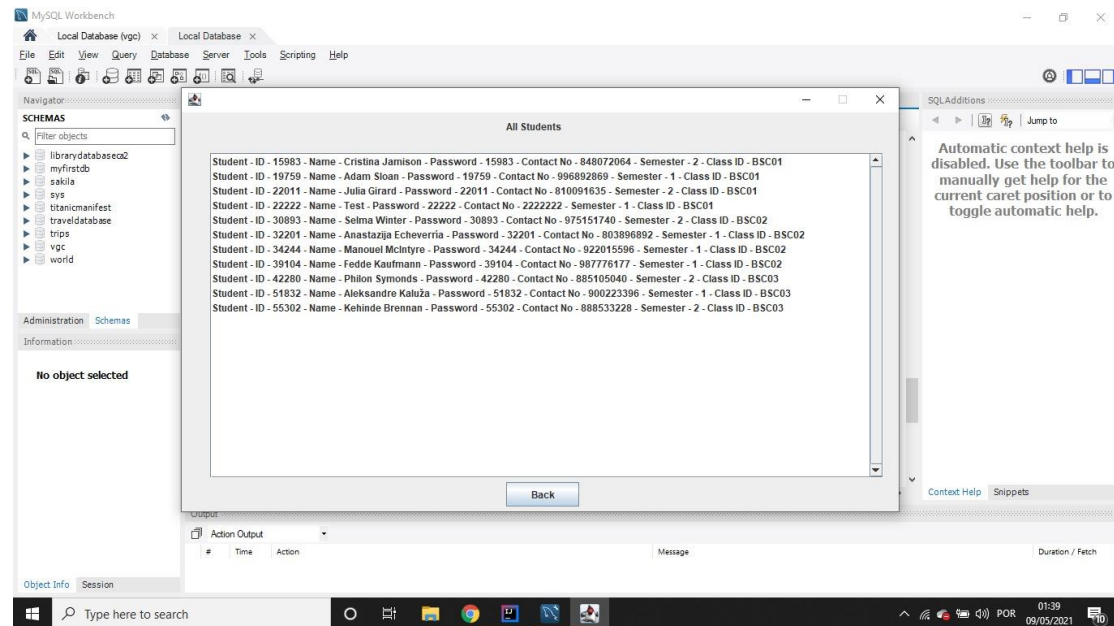 MySQL Workbench
Local Database (vgc) × Local Database ×
File Edit View Query Database Server Tools Scripting Help
Navigator
SCHEMAS
Filter objects
librarydatabaseca2
myfirstdb
sakila
sys
titanicmanifest
traveldatabase
trips
vgc
world
Administration Schemas
Information
No object selected
Object Info Session
All Students
Student - ID - 15983 - Name - Cristina Jamison - Password - 15983 - Contact No - 848072064 - Semester - 2 - Class ID - BSC01
Student - ID - 19759 - Name - Adam Sloan - Password - 19759 - Contact No - 996892869 - Semester - 1 - Class ID - BSC01
Student - ID - 22011 - Name - Julia Girard - Password - 22011 - Contact No - 810091635 - Semester - 2 - Class ID - BSC01
Student - ID - 22222 - Name - Test - Password - 22222 - Contact No - 2222222 - Semester - 1 - Class ID - BSC01
Student - ID - 30893 - Name - Selma Winter - Password - 30893 - Contact No - 975151740 - Semester - 2 - Class ID - BSC02
Student - ID - 32201 - Name - Anastazija Echeverría - Password - 32201 - Contact No - 803896892 - Semester - 1 - Class ID - BSC02
Student - ID - 34244 - Name - Manouel McIntyre - Password - 34244 - Contact No - 922015596 - Semester - 1 - Class ID - BSC02
Student - ID - 39104 - Name - Fedde Kaufmann - Password - 39104 - Contact No - 987776177 - Semester - 1 - Class ID - BSC02
Student - ID - 42280 - Name - Philon Symonds - Password - 42280 - Contact No - 885105040 - Semester - 2 - Class ID - BSC03
Student - ID - 51832 - Name - Aleksandre Kaluža - Password - 51832 - Contact No - 900223396 - Semester - 1 - Class ID - BSC03
Student - ID - 55302 - Name - Kehinde Brennan - Password - 55302 - Contact No - 888533228 - Semester - 2 - Class ID - BSC03
Back
SQLAdditions
Jump to
Automatic context help is
disabled. Use the toolbar to
manually get help for the
current caret position or to
toggle automatic help.
Context Help Snippets
Output
Action Output
# Time Action Message Duration / Fetch
Type here to search
POR
01:39
09/05/2021